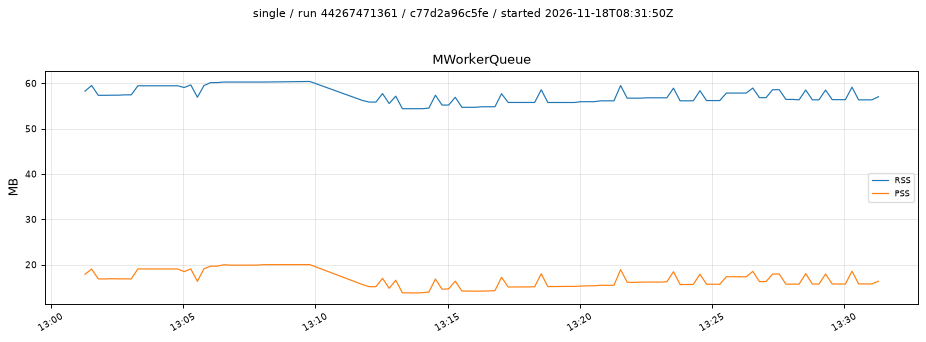 single / run 44267471361 / c77d2a96c5fe / started 2026-11-18T08:31:50Z
MWorkerQueue
60
50
40
30
20
MB
RSS
PSS
13:00
13:05
13:10
13:15
13:20
13:25
13:30